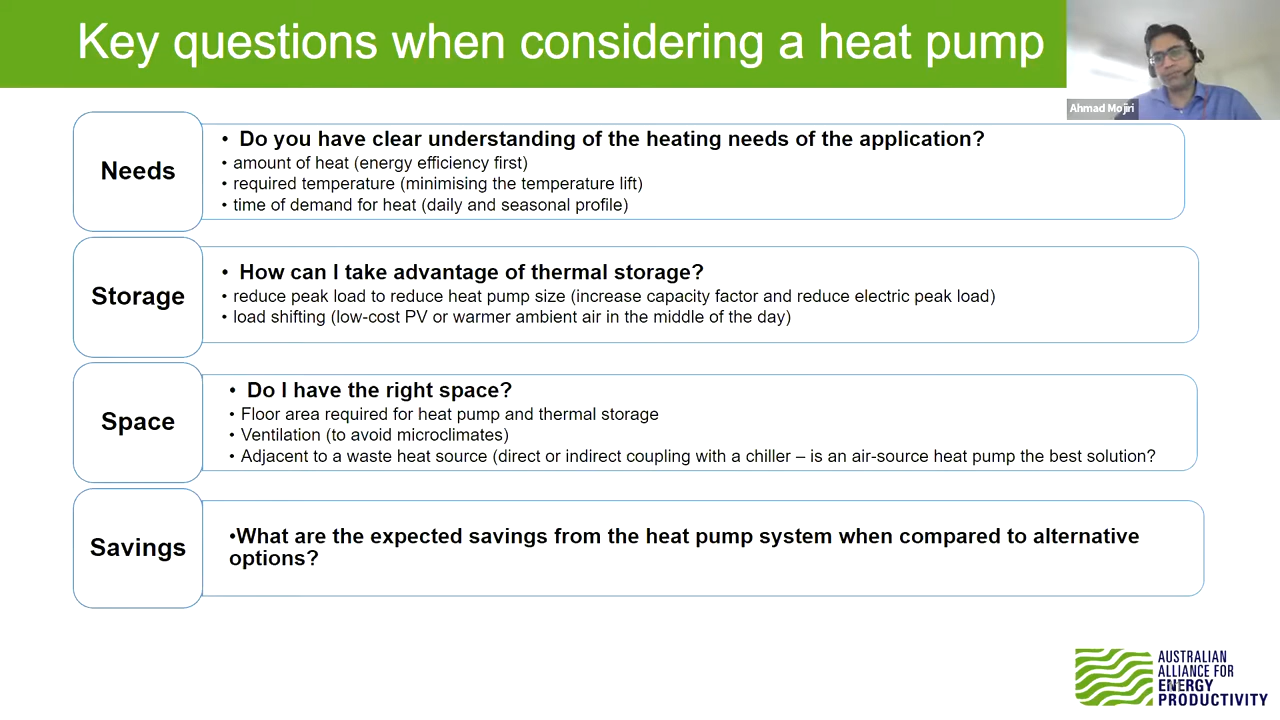 Key questions when considering a heat pump
Ahmad Mojiri
Needs
• Do you have clear understanding of the heating needs of the application?
• amount of heat (energy efficiency first)
• required temperature (minimising the temperature lift)
• time of demand for heat (daily and seasonal profile)
Storage
• How can I take advantage of thermal storage?
• reduce peak load to reduce heat pump size (increase capacity factor and reduce electric peak load)
• load shifting (low-cost PV or warmer ambient air in the middle of the day)
Space
• Do I have the right space?
• Floor area required for heat pump and thermal storage
• Ventilation (to avoid microclimates)
• Adjacent to a waste heat source (direct or indirect coupling with a chiller – is an air-source heat pump the best solution?
Savings
•What are the expected savings from the heat pump system when compared to alternative
options?
AUSTRALIAN
ALLIANCE FOR
ENERGY
PRODUCTIVITY